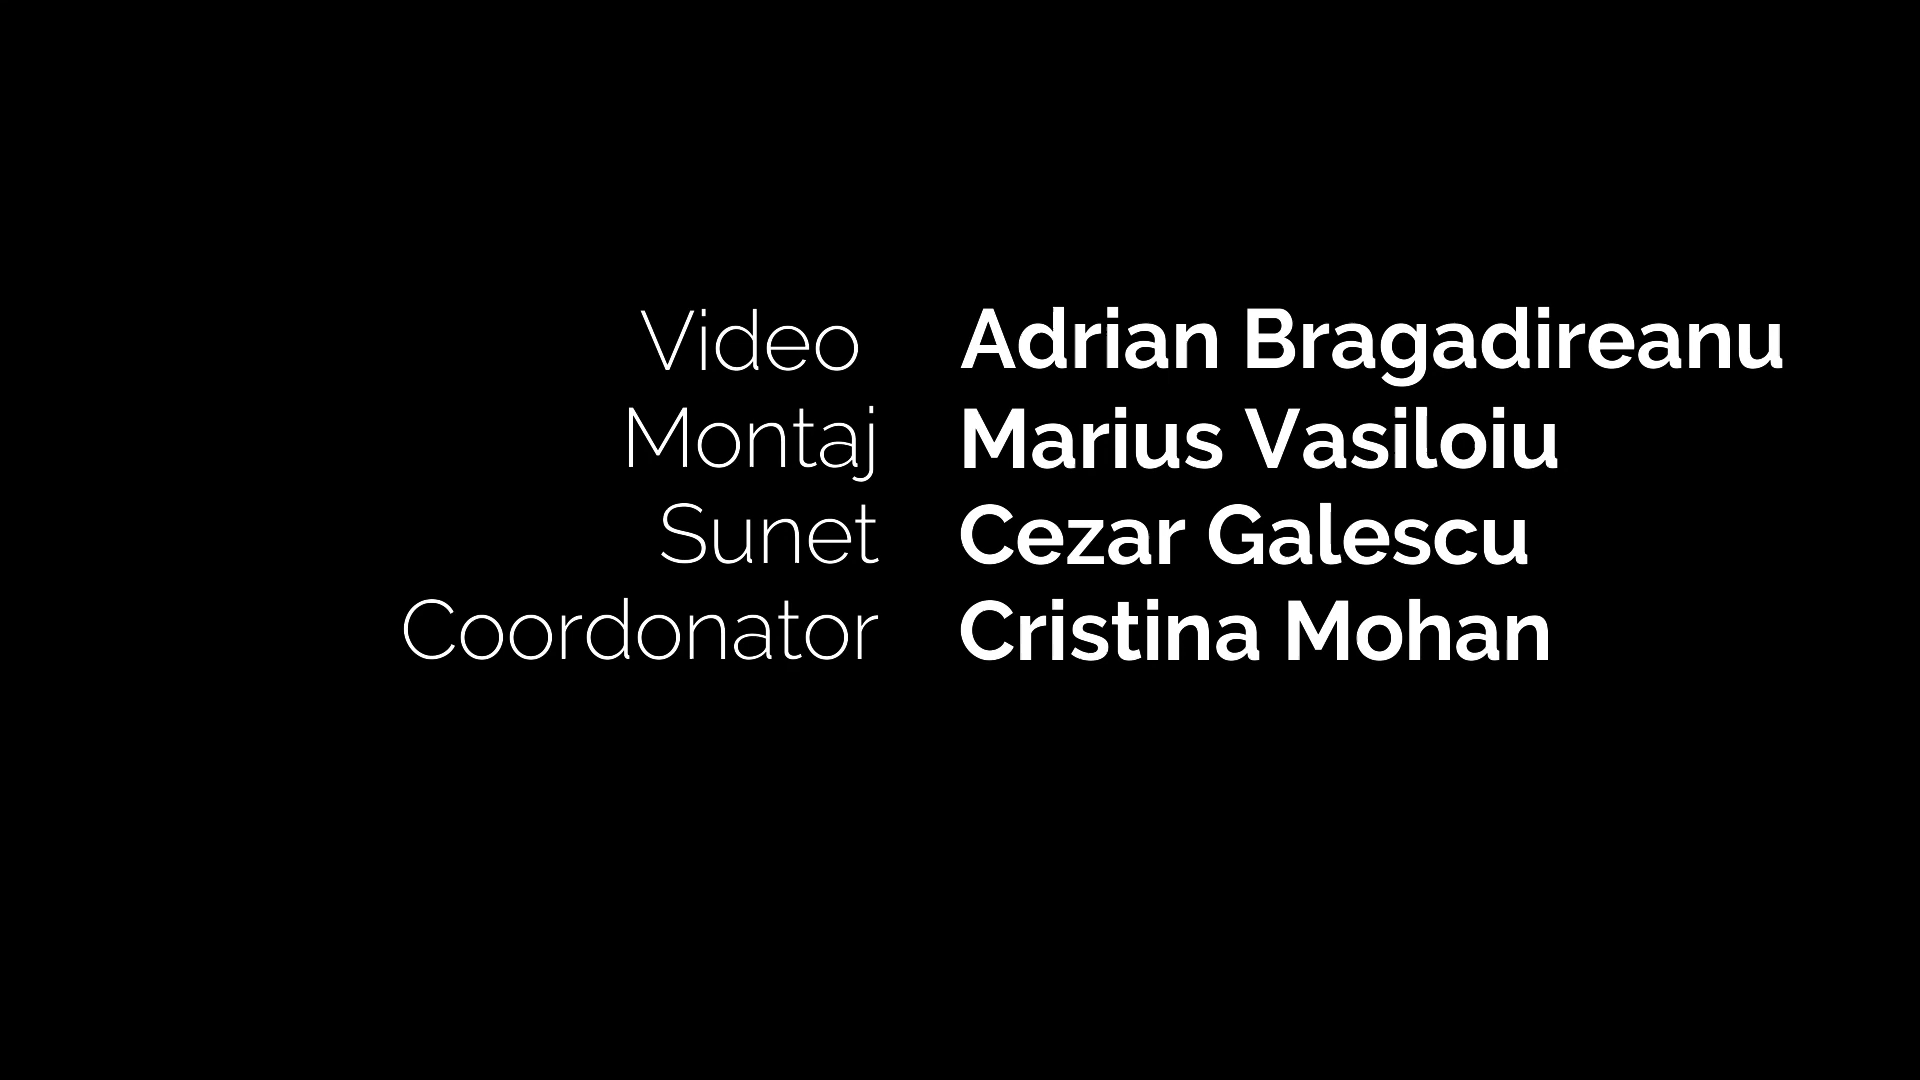 Video Adrian Bragadireanu
Montaj Marius Vasiloiu
Sunet Cezar Galescu
Coordonator Cristina Mohan